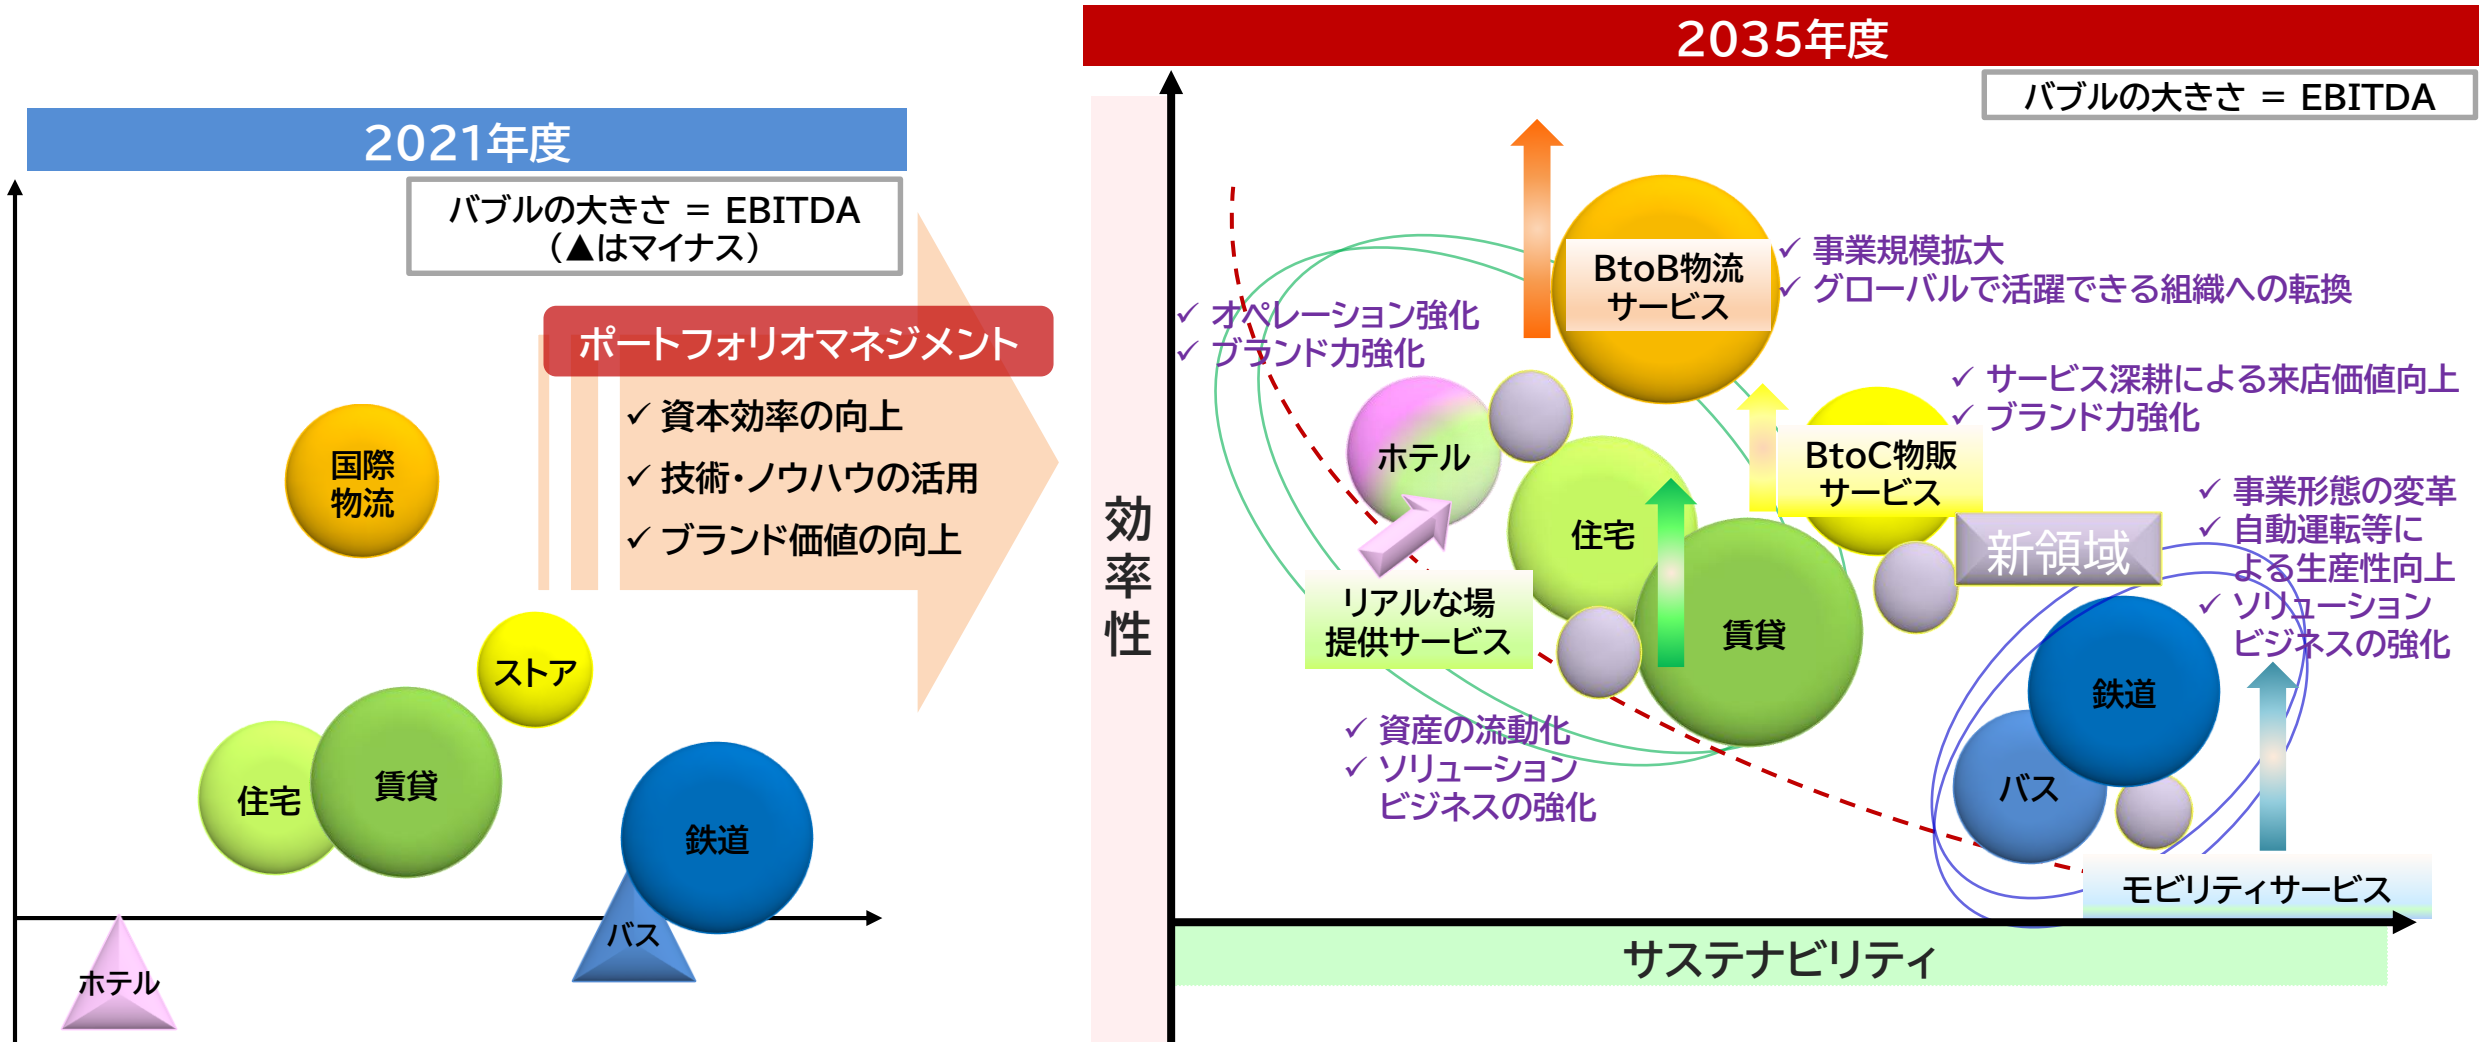 2021年度
バブルの大きさ = EBITDA
(▲はマイナス)
ポートフォリオマネジメント
✓ 資本効率の向上
✓ 技術・ノウハウの活用
✓ ブランド価値の向上
国際
物流
ストア
住宅
賃貸
鉄道
バス
ホテル
2035年度
バブルの大きさ = EBITDA
効率性
サステナビリティ
BtoB物流
サービス
✓ 事業規模拡大
✓ グローバルで活躍できる組織への転換
✓ オペレーション強化
✓ ブランド力強化
ホテル
✓ サービス深耕による来店価値向上
✓ ブランド力強化
BtoC物販
サービス
住宅
賃貸
リアルな場
提供サービス
✓ 資産の流動化
✓ ソリューション
ビジネスの強化
新領域
✓ 事業形態の変革
✓ 自動運転等に
よる生産性向上
✓ ソリューション
ビジネスの強化
鉄道
バス
モビリティサービス